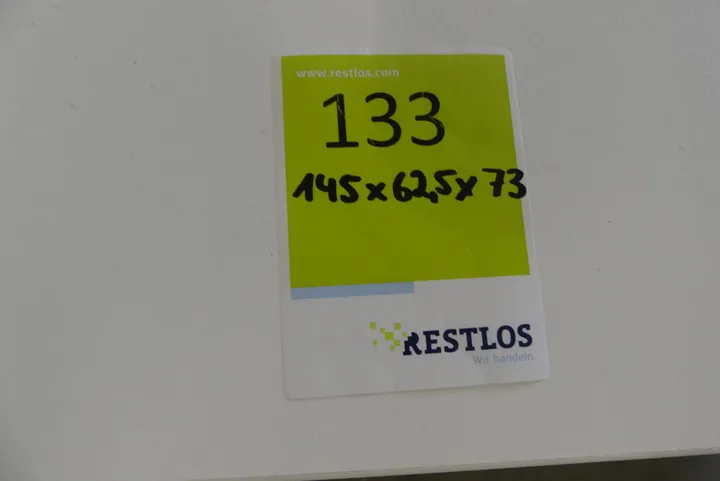 www.restlos.com
133
145x62,5x73
RESTLOS
Wir handeln.